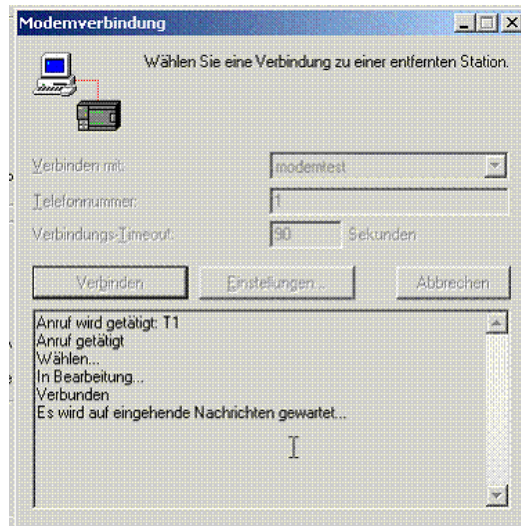 Modemverbindung
Wählen Sie eine Verbindung zu einer entfernten Station.
Verbinden mit: modemtest
Telefonnummer: 1
Verbindungs-Timeout: 90 Sekunden
Verbinden Einstellungen... Abbrechen
Anruf wird getätigt: T1
Anruf getätigt
Wählen...
In Bearbeitung...
Verbunden
Es wird auf eingehende Nachrichten gewartet...